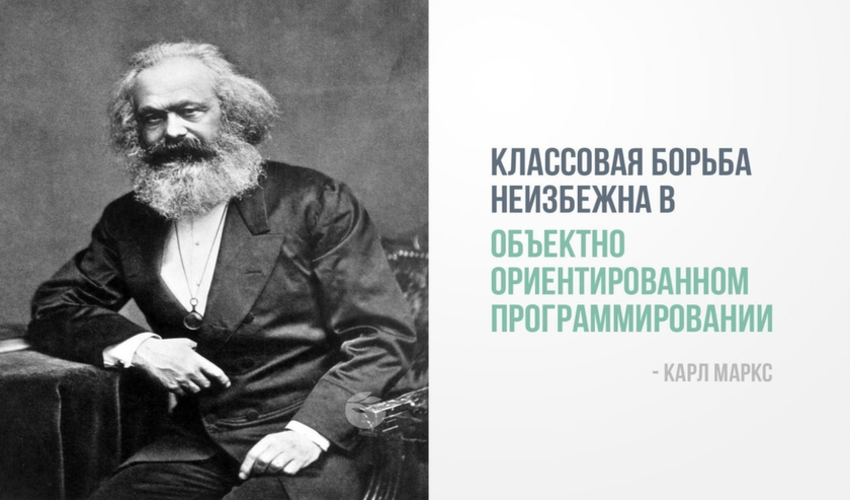 КЛАССОВАЯ БОРЬБА
НЕИЗБЕЖНА В
ОБЪЕКТНО
ОРИЕНТИРОВАННОМ
ПРОГРАММИРОВАНИИ
- КАРЛ МАРКС